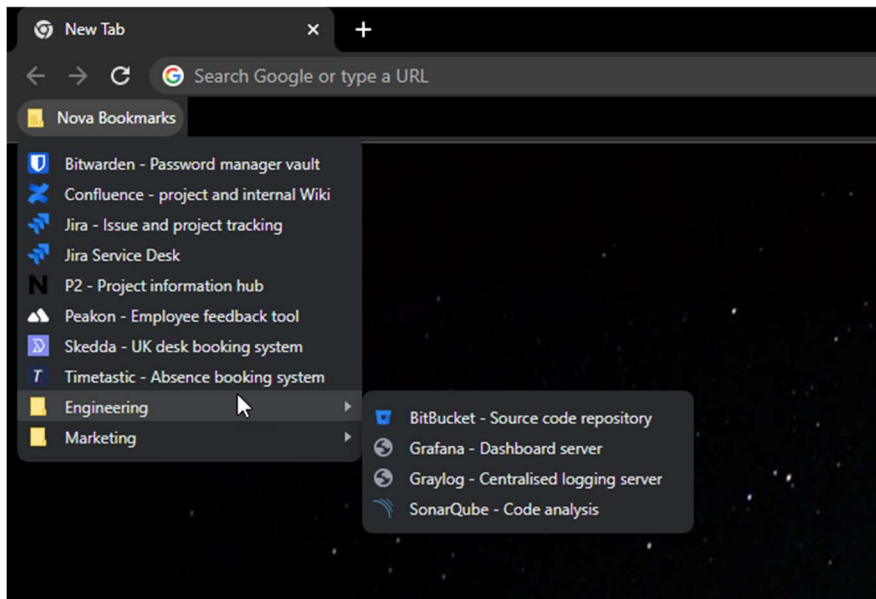 New Tab
Search Google or type a URL
Nova Bookmarks
Bitwarden - Password manager vault
Confluence - project and internal Wiki
Jira - Issue and project tracking
Jira Service Desk
P2 - Project information hub
Peakon - Employee feedback tool
Skedda - UK desk booking system
Timetastic - Absence booking system
Engineering
Marketing
BitBucket - Source code repository
Grafana - Dashboard server
Graylog - Centralised logging server
SonarQube - Code analysis